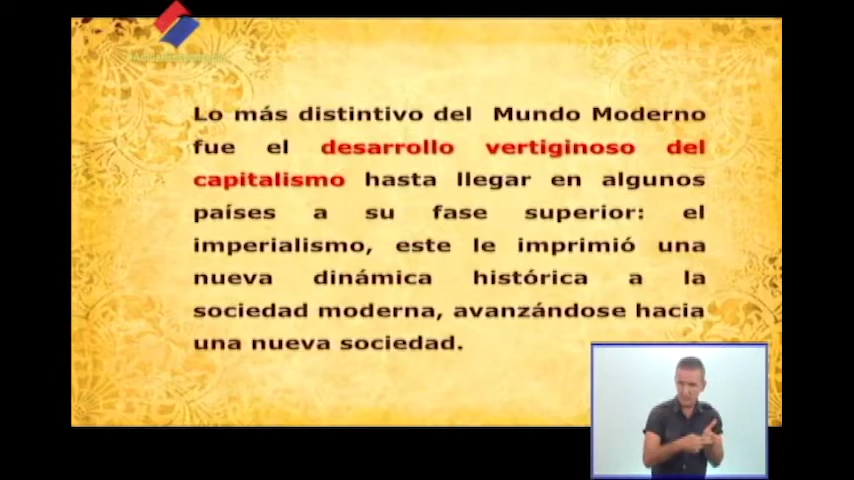 Lo más distintivo del Mundo Moderno
fue el desarrollo vertiginoso del
capitalismo hasta llegar en algunos
países a su fase superior: el
imperialismo, este le imprimió una
nueva dinámica histórica a la
sociedad moderna, avanzándose hacia
una nueva sociedad.